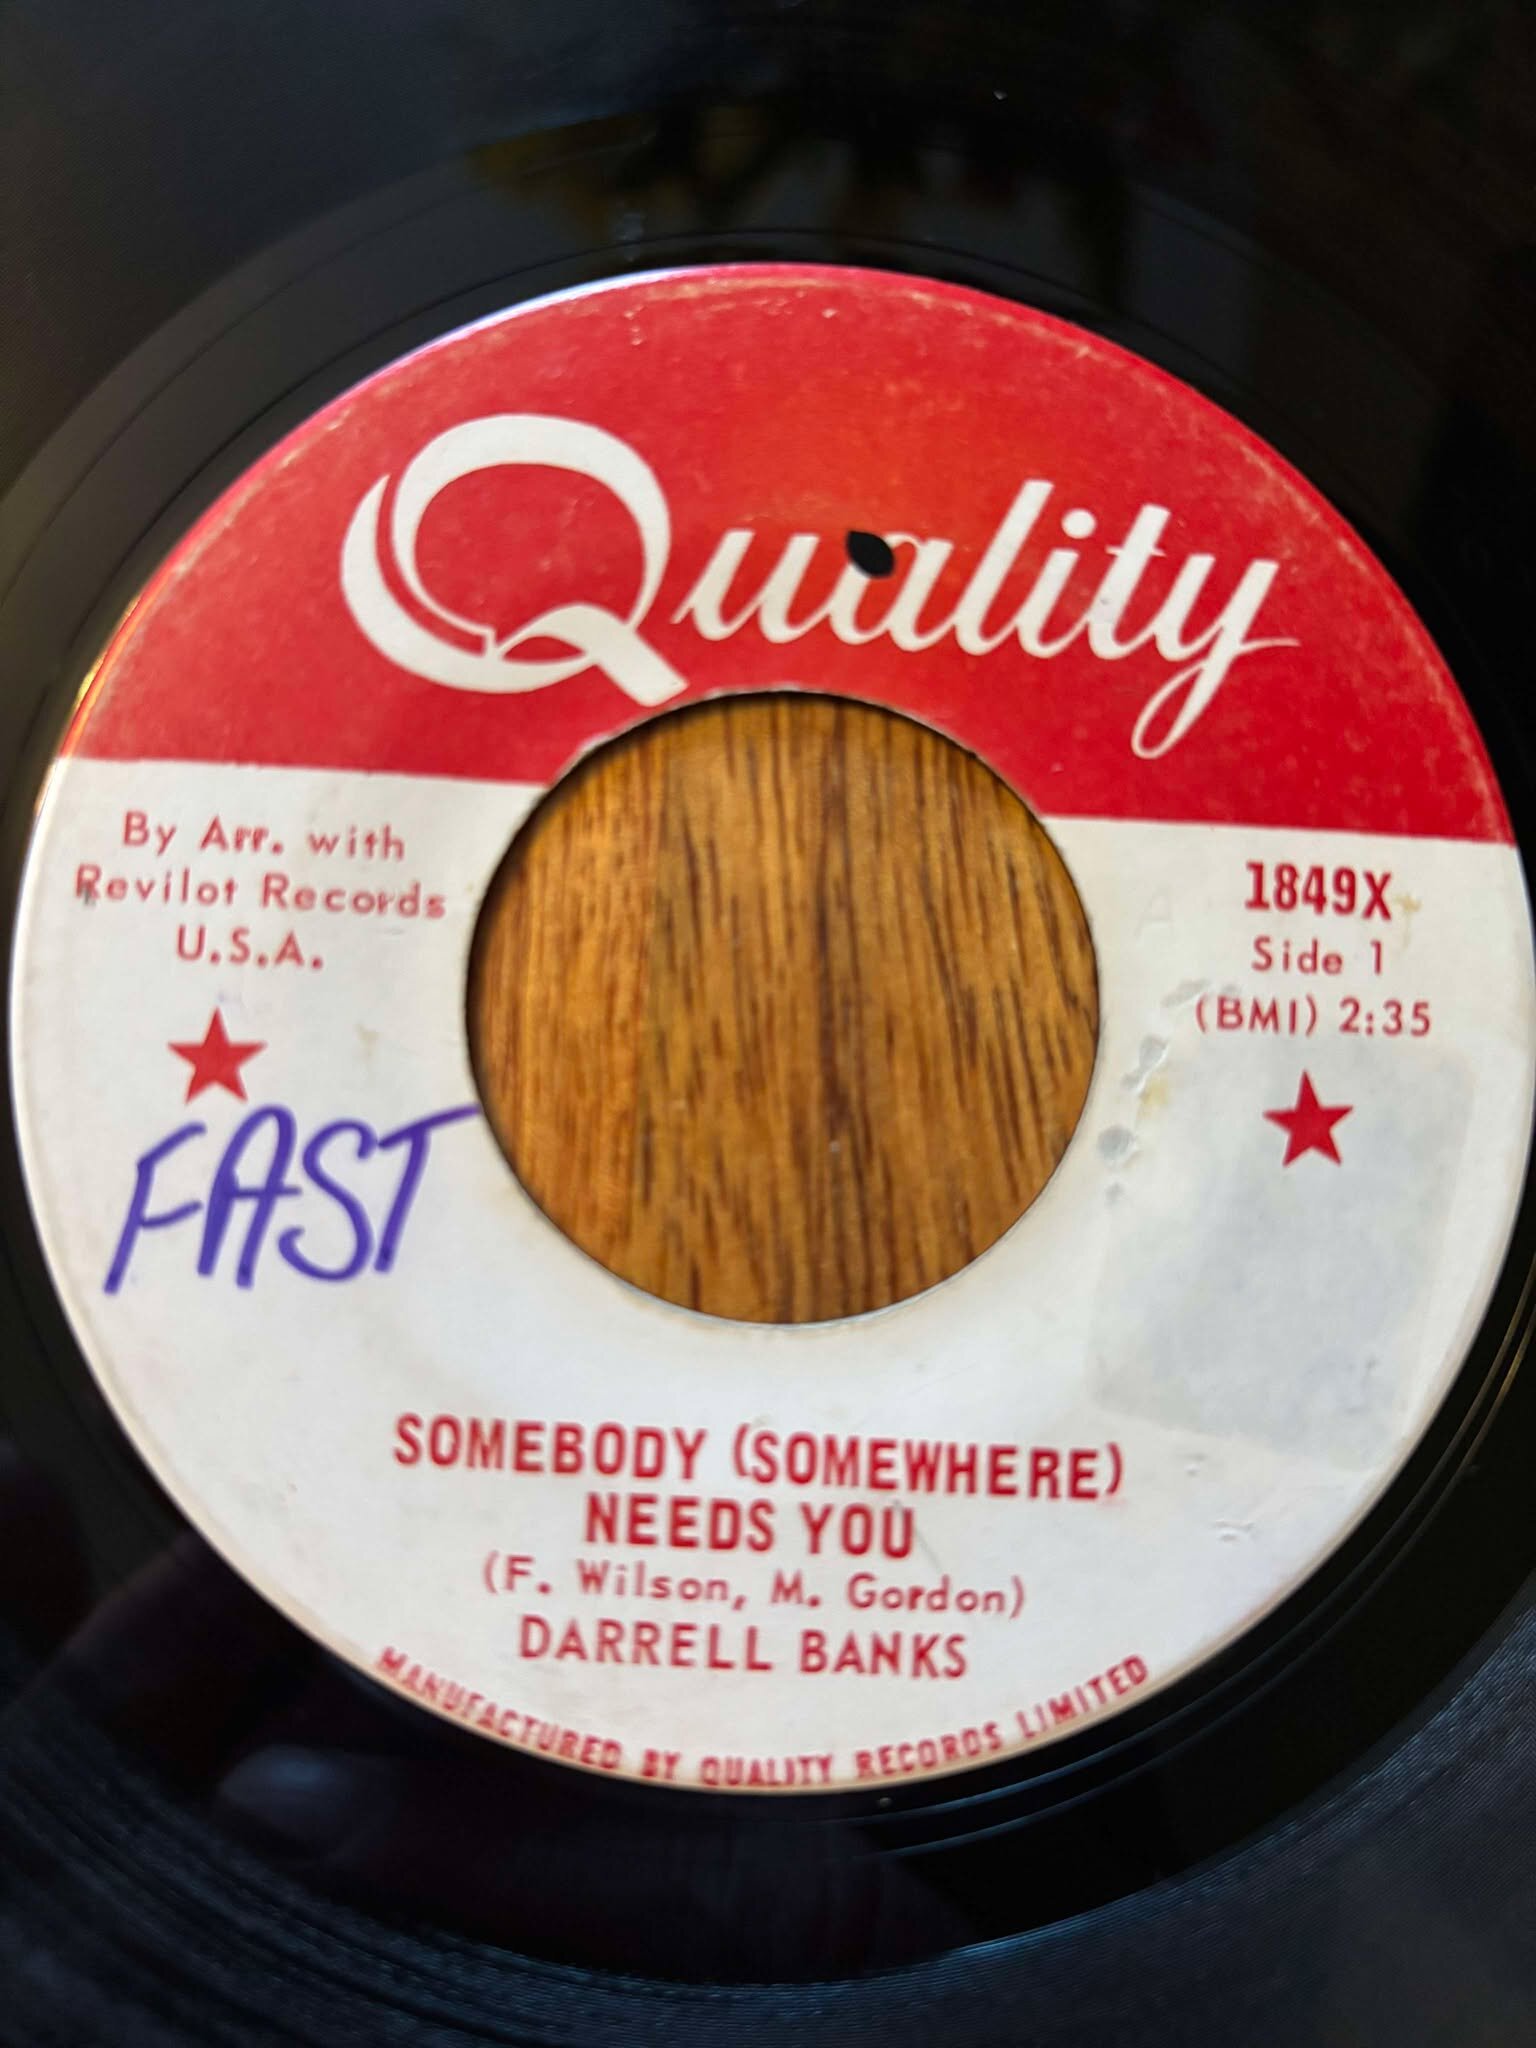 Quality
By Arr. with
Revilot Records
U.S.A.
1849X
Side 1
(BMI) 2:35
FAST
SOMEBODY (SOMEWHERE)
NEEDS YOU
(F. Wilson, M. Gordon)
DARRELL BANKS
MANUFACTURED BY QUALITY RECORDS LIMITED